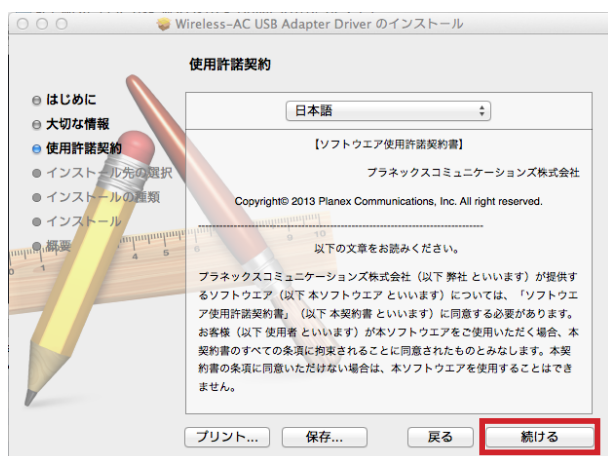 Wireless-AC USB Adapter Driver のインストール
使用許諾契約
はじめに
大切な情報
使用許諾契約
インストール先の選択
インストールの種類
インストール
概要
日本語
【ソフトウエア使用許諾契約書】
プラネックスコミュニケーションズ株式会社
Copyright© 2013 Planex Communications, Inc. All right reserved.
------------------------------------------------------------------------
以下の文章をお読みください。
プラネックスコミュニケーションズ株式会社（以下 弊社 といいます）が提供す
るソフトウエア（以下 本ソフトウエア といいます）については、「ソフトウエ
ア使用許諾契約書」（以下 本契約書 といいます）に同意する必要があります。
お客様（以下 使用者 といいます）が本ソフトウエアをご使用いただく場合、本
契約書のすべての条項に拘束されることに同意されたものとみなします。本契
約書の条項に同意いただけない場合は、本ソフトウエアを使用することはでき
ません。
プリント... 保存... 戻る 続ける